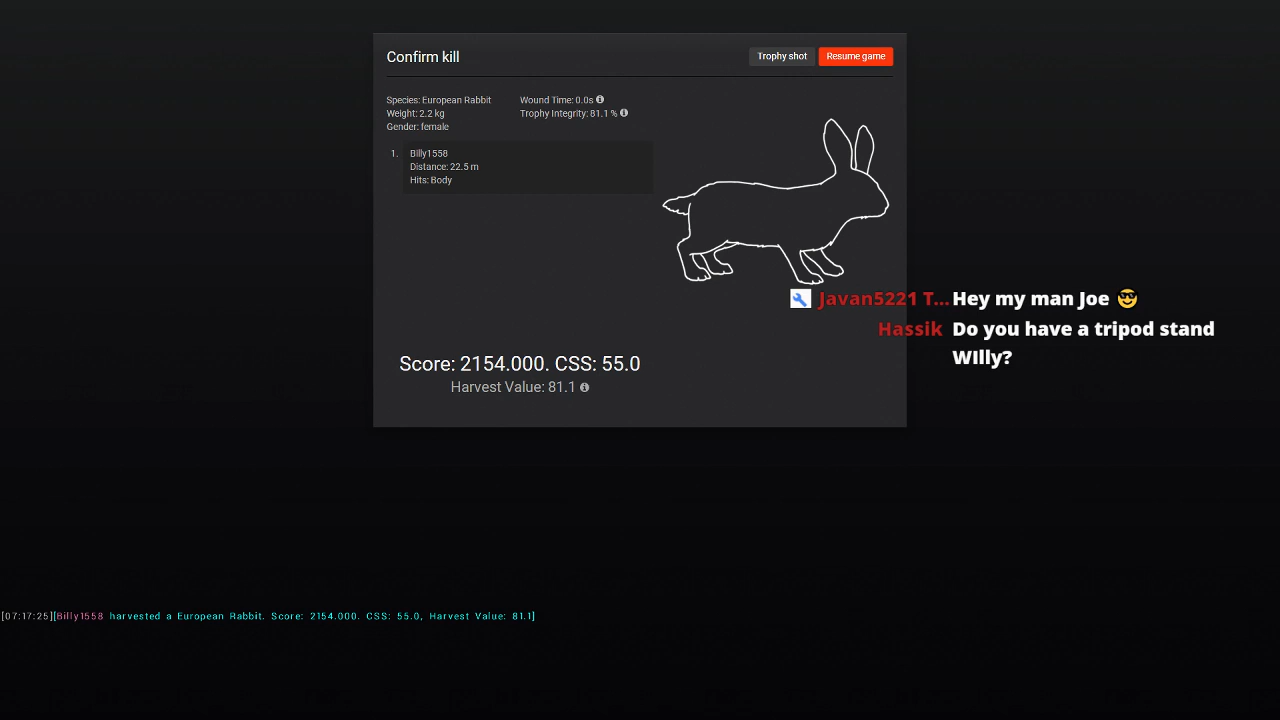 Confirm kill
Trophy shot
Resume game
Species: European Rabbit
Weight: 2.2 kg
Gender: female
Wound Time: 0.0s
Trophy Integrity: 81.1 %
1.
Billy1558
Distance: 22.5 m
Hits: Body
Javan5221 T... Hey my man Joe 😎
Hassik Do you have a tripod stand
WIlly?
Score: 2154.000. CSS: 55.0
Harvest Value: 81.1
[07:17:25][Billy1558 harvested a European Rabbit. Score: 2154.000. CSS: 55.0, Harvest Value: 81.1]